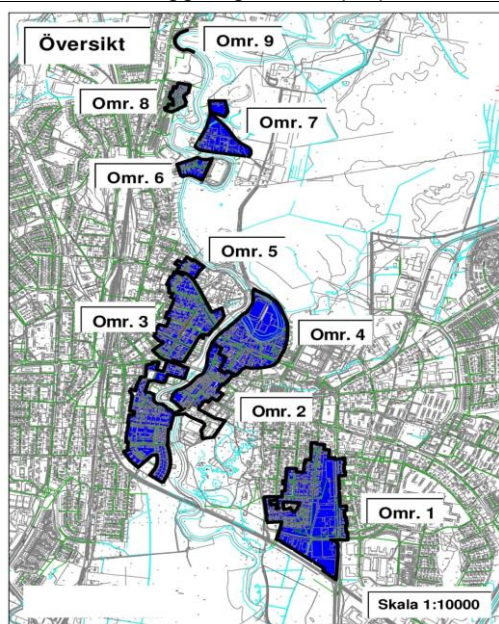 Översikt
Omr. 9
Omr. 8
Omr. 7
Omr. 6
Omr. 5
Omr. 3
Omr. 4
Omr. 2
Omr. 1
Skala 1:10000